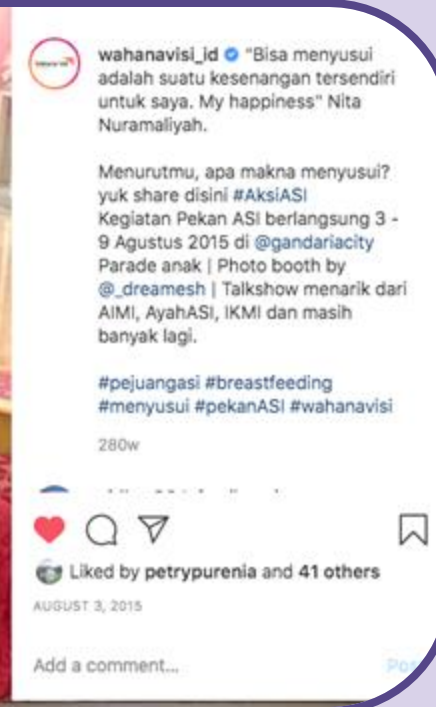 wahanavisi_id "Bisa menyusui
adalah suatu kesenangan tersendiri
untuk saya. My happiness" Nita
Nuramaliyah.
Menurutmu, apa makna menyusui?
yuk share disini #AksiASI
Kegiatan Pekan ASI berlangsung 3 -
9 Agustus 2015 di @gandariacity
Parade anak | Photo booth by
@_dreamesh | Talkshow menarik dari
AIMI, AyahASI, IKMI dan masih
banyak lagi.
#pejuangasi #breastfeeding
#menyusui #pekanASI #wahanavisi
280w
Liked by petrypurenia and 41 others
AUGUST 3, 2015
Add a comment...